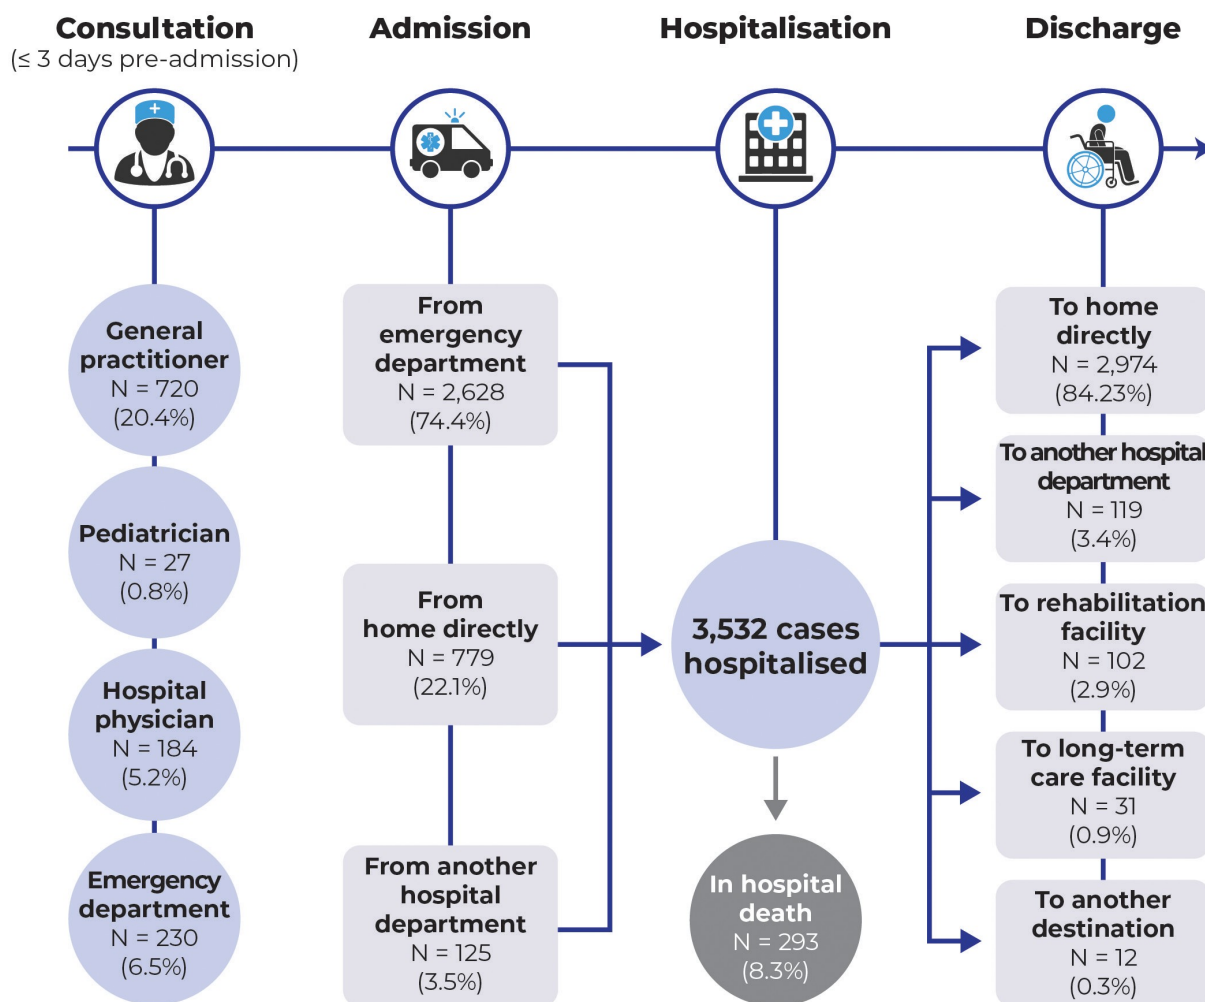 Consultation
(≤ 3 days pre-admission)
Admission
Hospitalisation
Discharge
General
practitioner
N = 720
(20.4%)
Pediatrician
N = 27
(0.8%)
Hospital
physician
N = 184
(5.2%)
Emergency
department
N = 230
(6.5%)
From
emergency
department
N = 2,628
(74.4%)
From
home directly
N = 779
(22.1%)
From another
hospital
department
N = 125
(3.5%)
3,532 cases
hospitalised
In hospital
death
N = 293
(8.3%)
To home
directly
N = 2,974
(84.23%)
To another hospital
department
N = 119
(3.4%)
To rehabilitation
facility
N = 102
(2.9%)
To long-term
care facility
N = 31
(0.9%)
To another
destination
N = 12
(0.3%)